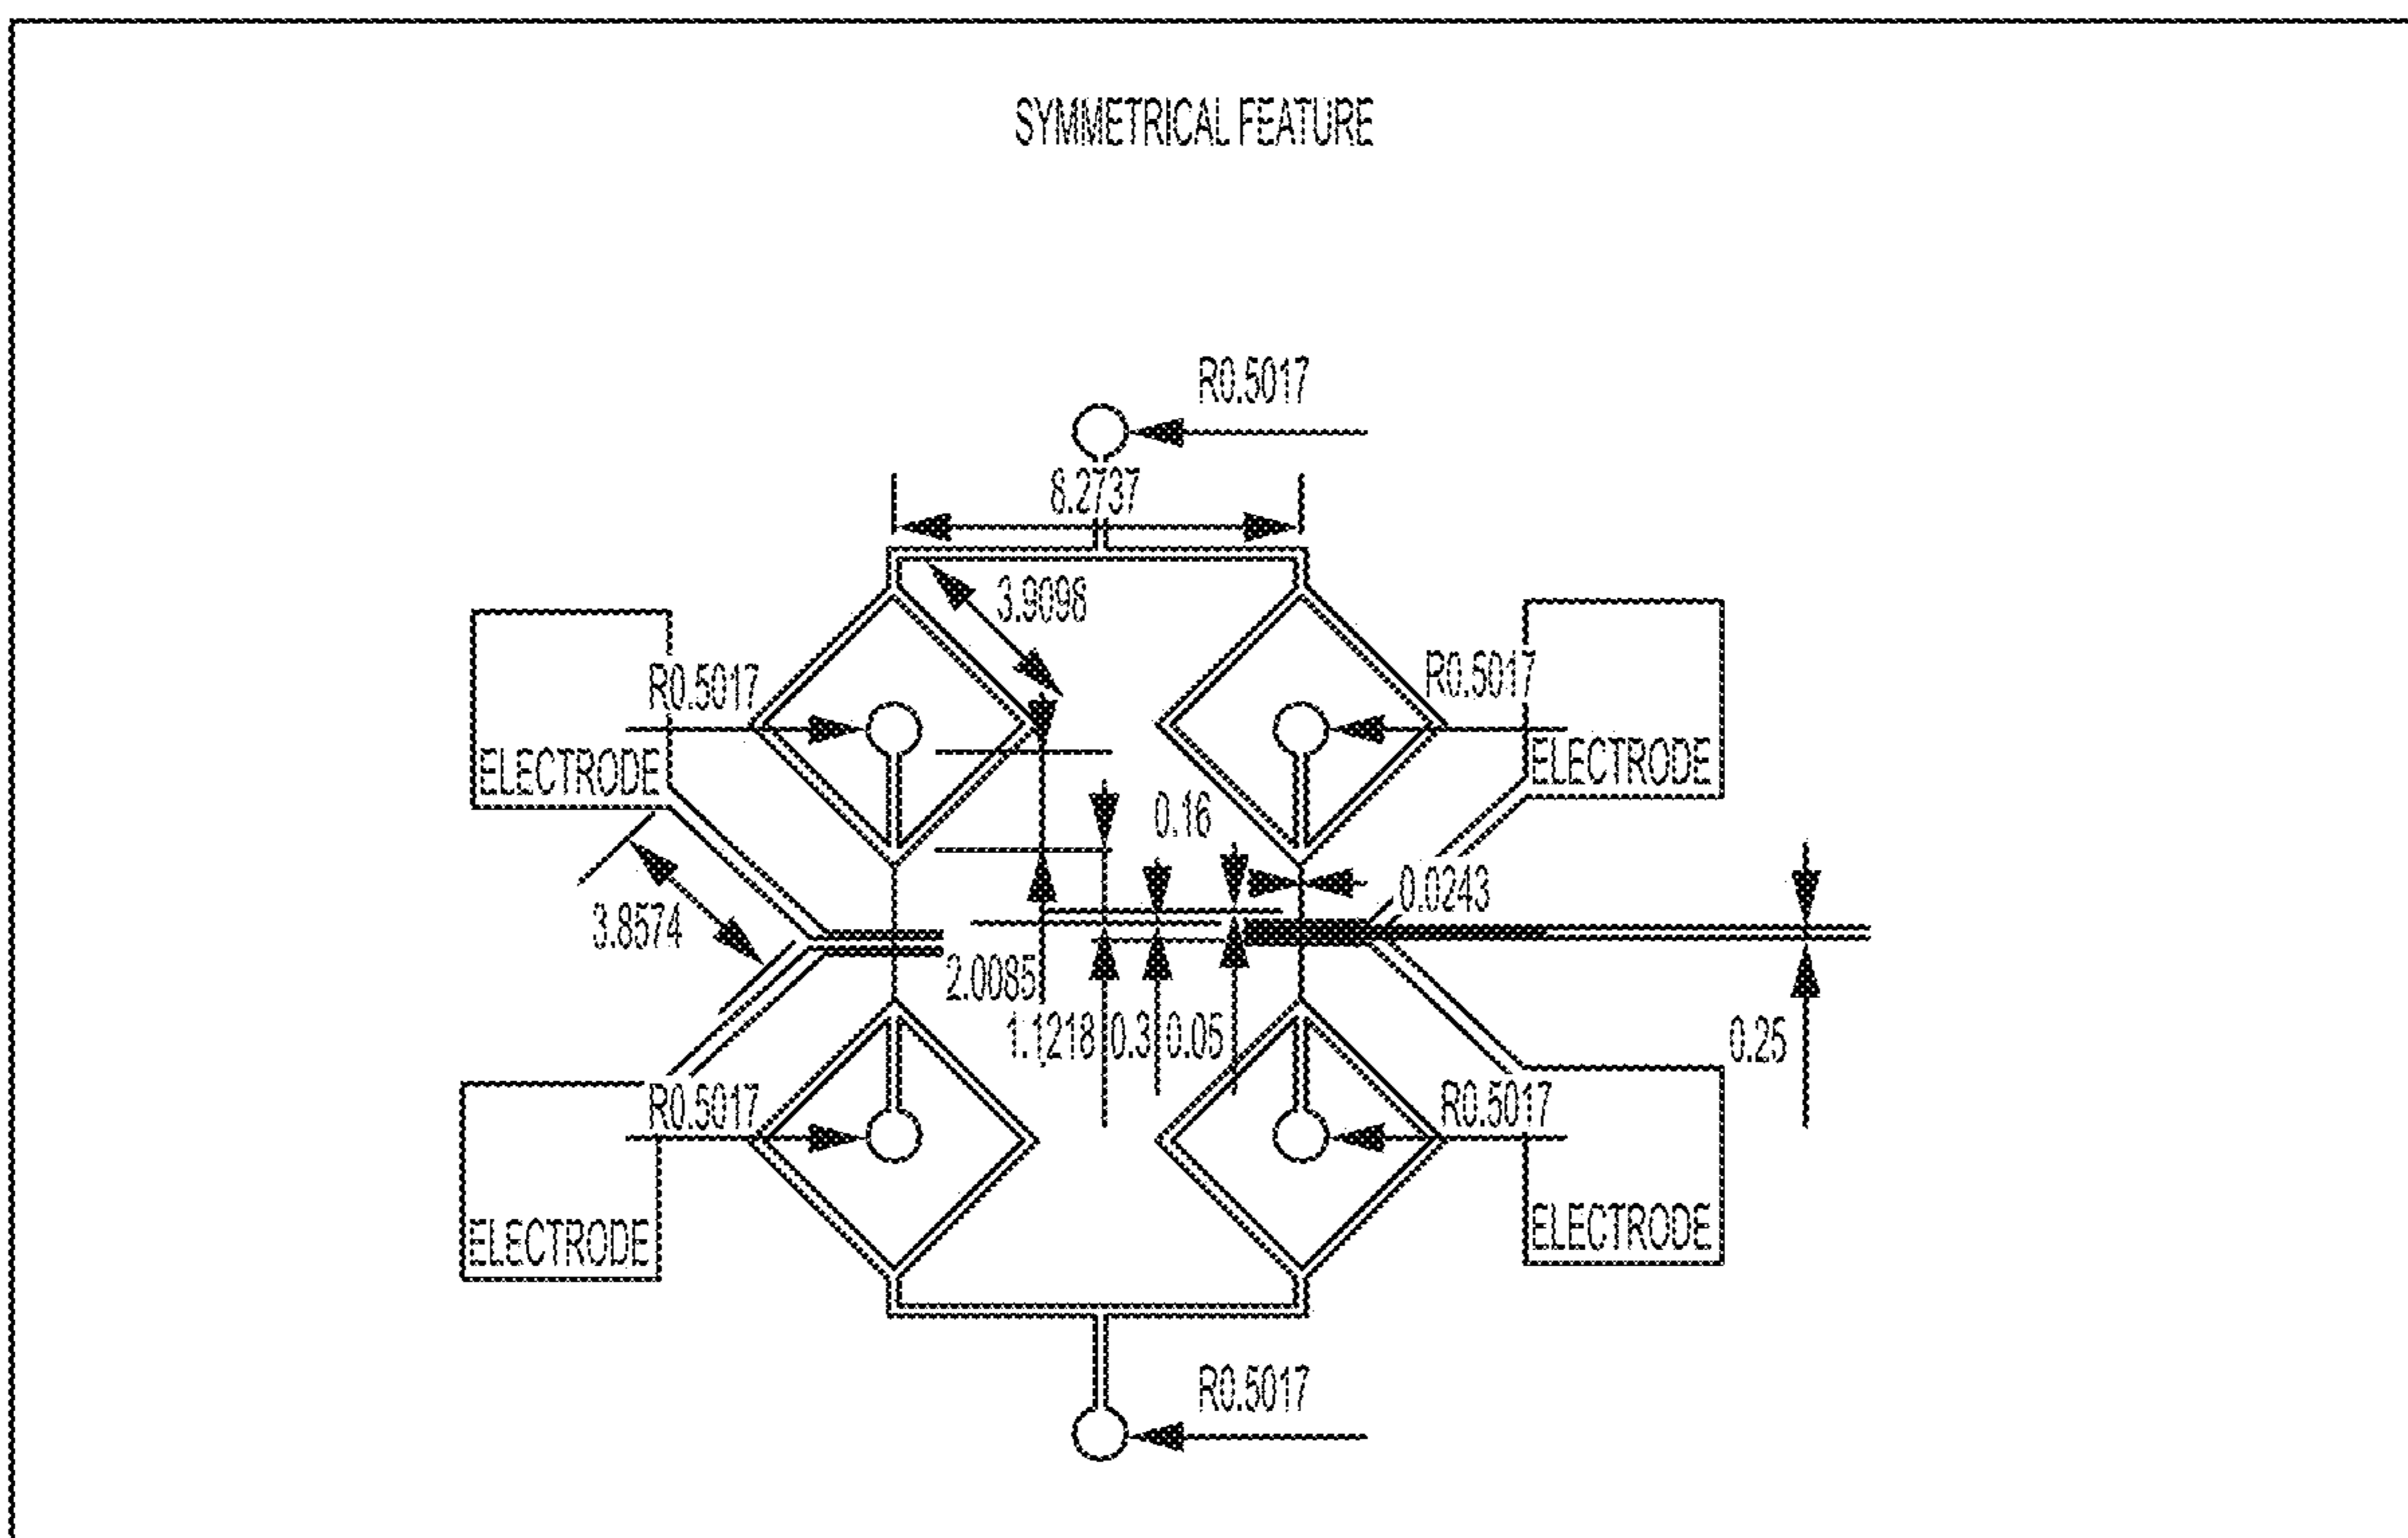 SYMMETRICAL FEATURE
R0.5017
8.2737
3.9098
R0.5017
R0.5017
ELECTRODE
ELECTRODE
0.16
0.0243
3.8574
2.0085
1.1218
0.3
0.05
0.25
R0.5017
R0.5017
ELECTRODE
ELECTRODE
R0.5017